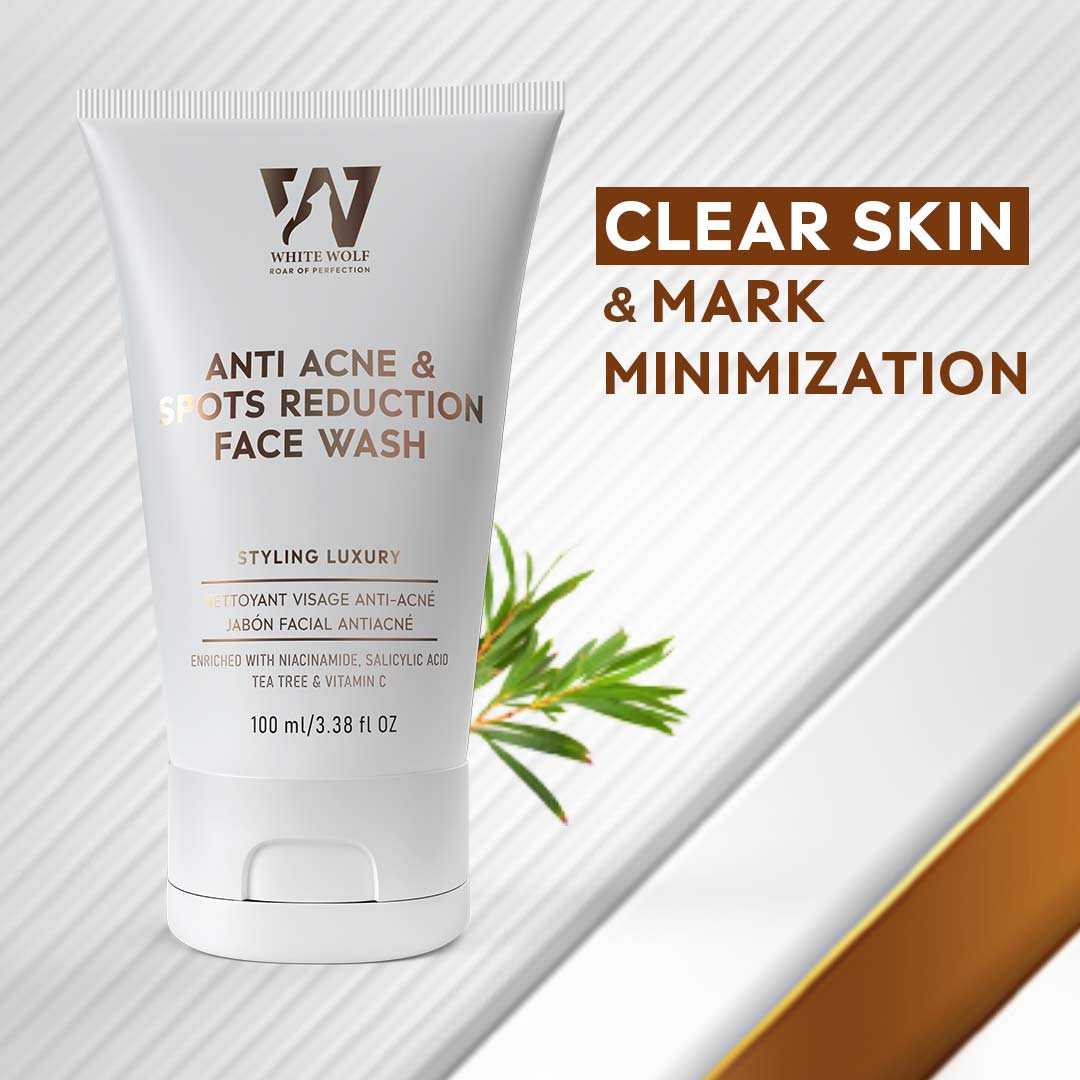 WHITE WOLF
ROAR OF PERFECTION
ANTI ACNE &
SPOTS REDUCTION
FACE WASH
STYLING LUXURY
NETTOYANT VISAGE ANTI-ACNÉ
JABÓN FACIAL ANTIACNÉ
ENRICHED WITH NIACINAMIDE, SALICYLIC ACID
TEA TREE & VITAMIN C
100 ml/3.38 fl OZ
CLEAR SKIN
& MARK
MINIMIZATION